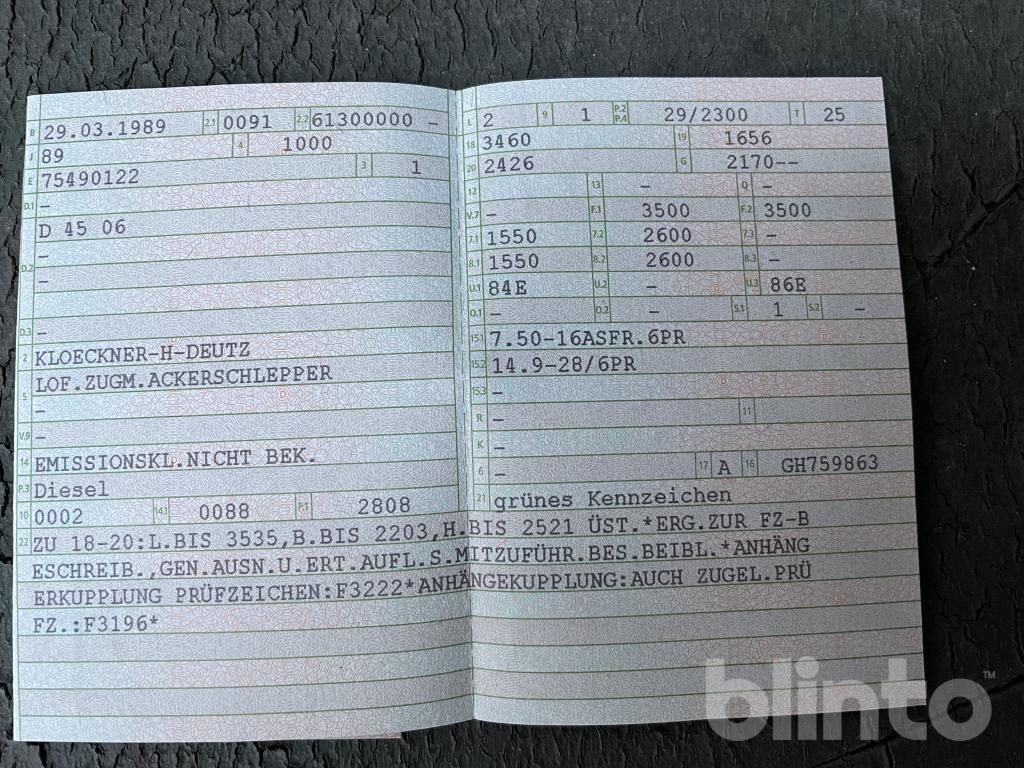 B 29.03.1989 2.1 0091 2.2 61300000 –
J 89 4 1000
E 75490122 3 1
D.1 –
D 45 06
–
D.2 –
D.3 –
2 KLOECKNER-H-DEUTZ
5 LOF.ZUGM.ACKERSCHLEPPER
–
V.9 –
14 EMISSIONSKL.NICHT BEK.
P.3 Diesel
10 0002 14.1 0088 P.1 2808
L 2 9 1 P.2 P.4 29/2300 T 25
18 3460 19 1656
20 2426 G 2170--
12 13 – Q –
V.7 – F.1 3500 F.2 3500
7.1 1550 7.2 2600 7.3 –
8.1 1550 8.2 2600 8.3 –
U.1 84E U.2 – U.3 86E
O.1 – O.2 – S.1 1 S.2 –
15.1 7.50-16ASFR.6PR
15.2 14.9-28/6PR
15.3 –
R – 11
K –
6 – 17 A 16 GH759863
21 grünes Kennzeichen
22 ZU 18-20:L.BIS 3535,B.BIS 2203,H.BIS 2521 ÜST.*ERG.ZUR FZ-B
ESCHREIB.,GEN.AUSN.U.ERT.AUFL.S.MITZUFÜHR.BES.BEIBL.*ANHÄNG
ERKUPPLUNG PRÜFZEICHEN:F3222*ANHÄNGEKUPPLUNG:AUCH ZUGEL.PRÜ
FZ.:F3196*
blinto™